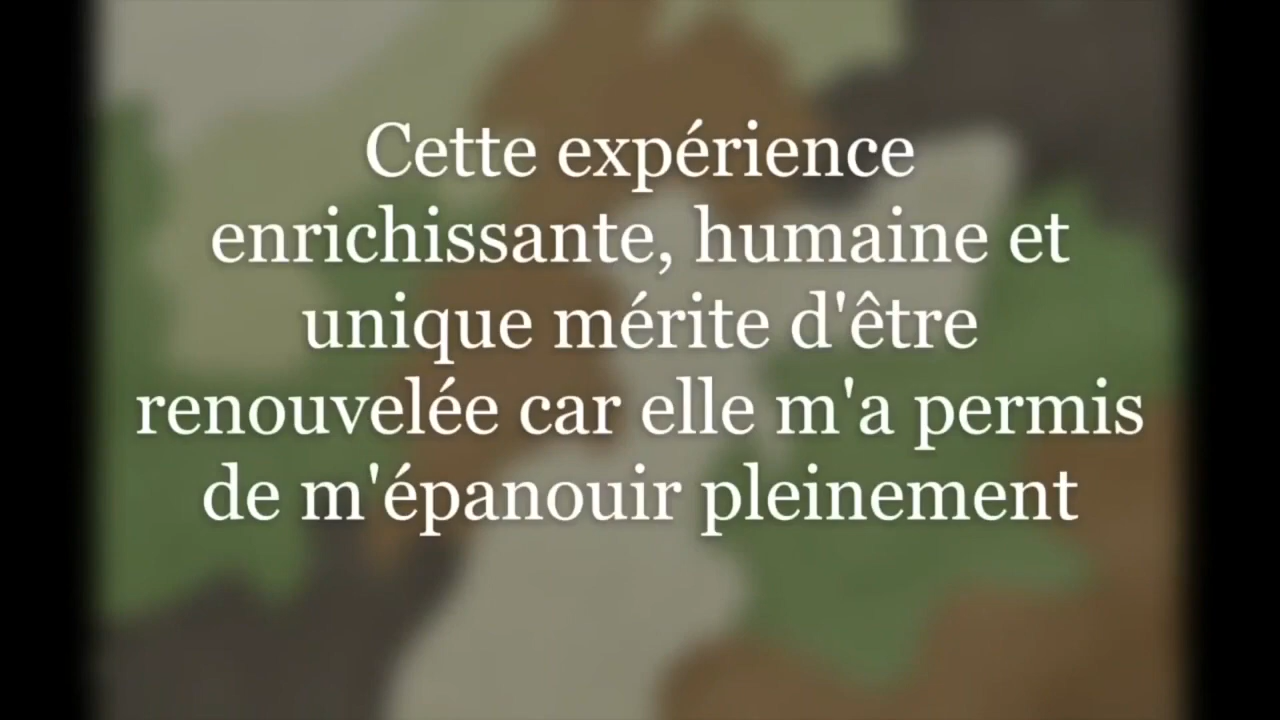 Cette expérience
enrichissante, humaine et
unique mérite d'être
renouvelée car elle m'a permis
de m'épanouir pleinement